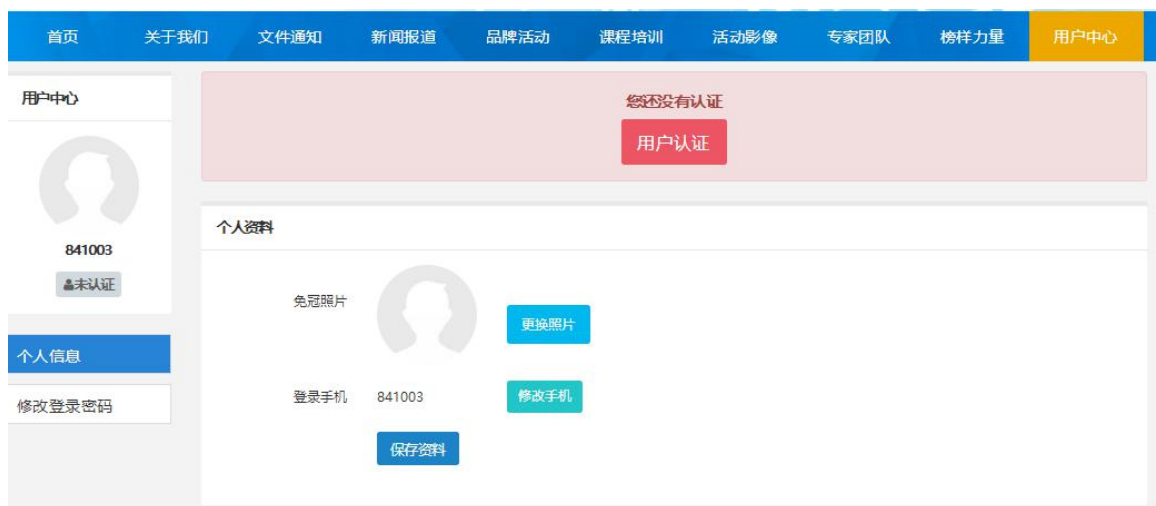 首页 关于我们 文件通知 新闻报道 品牌活动 课程培训 活动影像 专家团队 榜样力量 用户中心
用户中心
841003
未认证
个人信息
修改登录密码
您还没有认证
用户认证
个人资料
免冠照片
更换照片
登录手机 841003 修改手机
保存资料